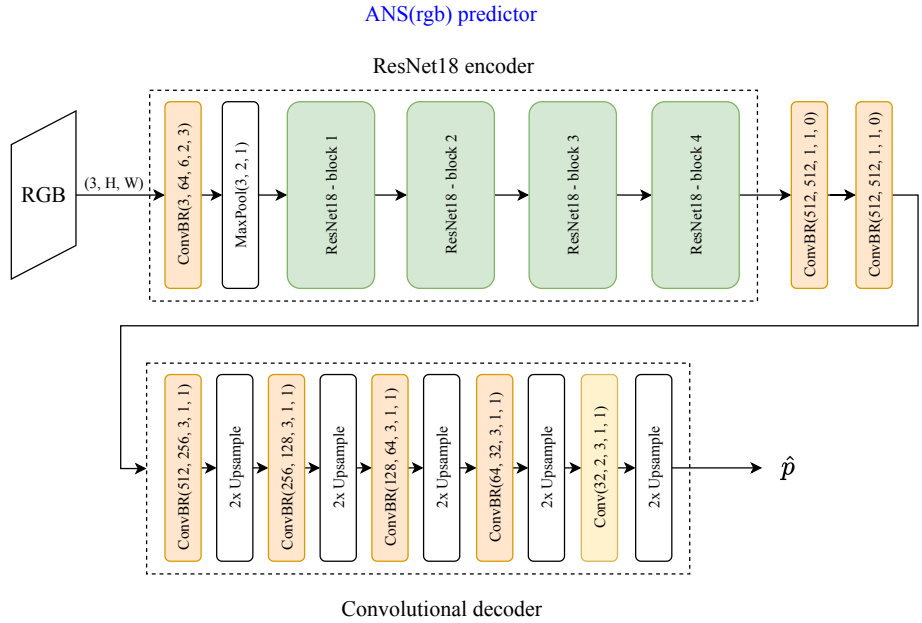 ANS(rgb) predictor
ResNet18 encoder
RGB
(3, H, W)
ConvBR(3, 64, 6, 2, 3)
MaxPool(3, 2, 1)
ResNet18 - block 1
ResNet18 - block 2
ResNet18 - block 3
ResNet18 - block 4
ConvBR(512, 512, 1, 1, 0)
ConvBR(512, 512, 1, 1, 0)
ConvBR(512, 256, 3, 1, 1)
2x Upsample
ConvBR(256, 128, 3, 1, 1)
2x Upsample
ConvBR(128, 64, 3, 1, 1)
2x Upsample
ConvBR(64, 32, 3, 1, 1)
2x Upsample
Conv(32, 2, 3, 1, 1)
2x Upsample
p̂
Convolutional decoder